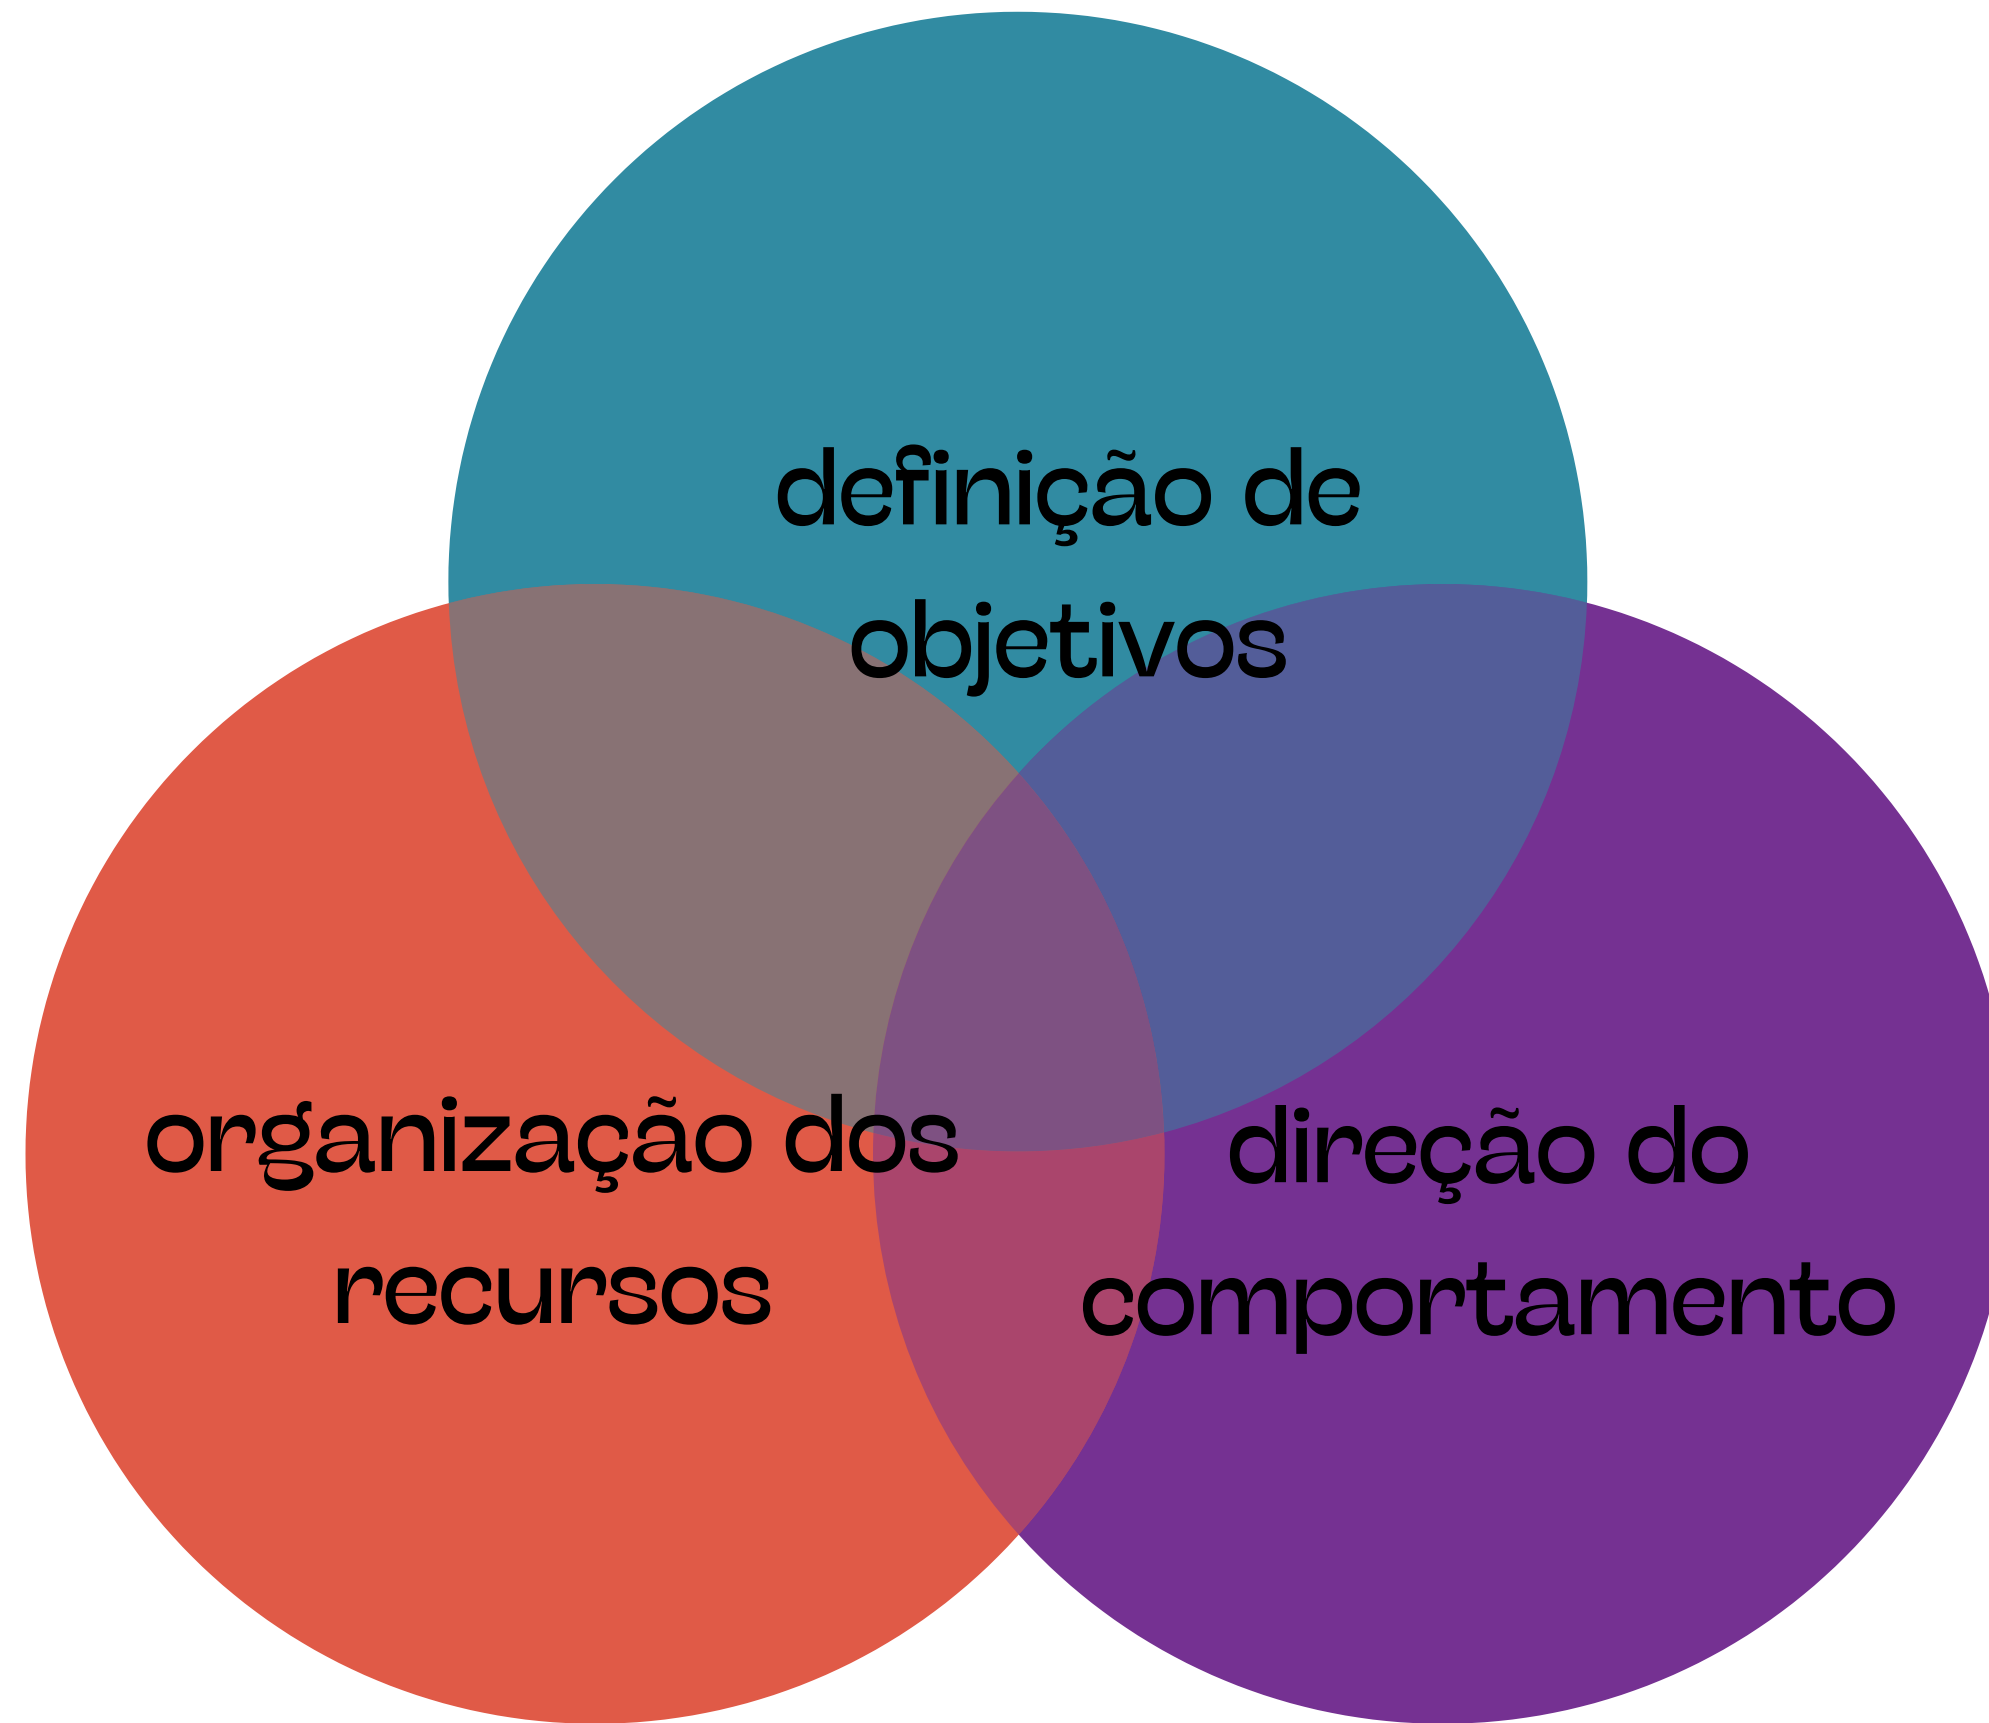 definição de
objetivos
organização dos
recursos
direção do
comportamento